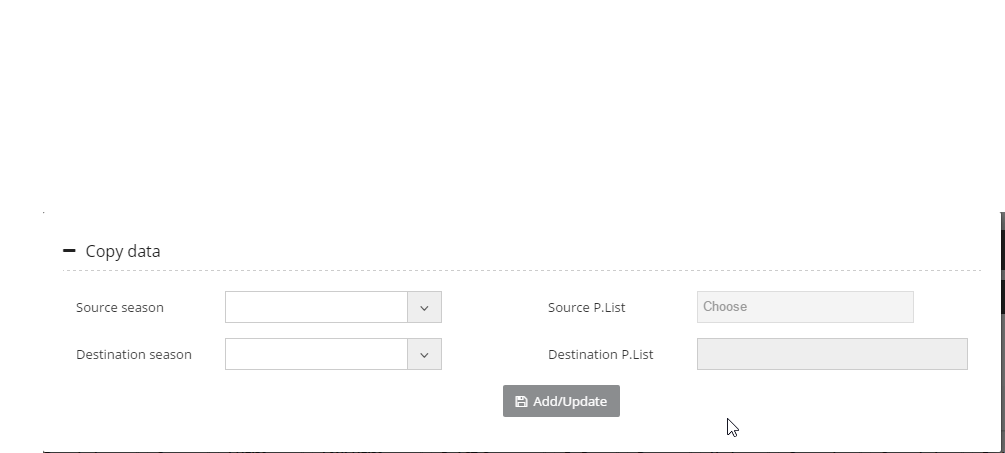 Copy data
Source season
Source P.List
Choose
Destination season
Destination P.List
Add/Update